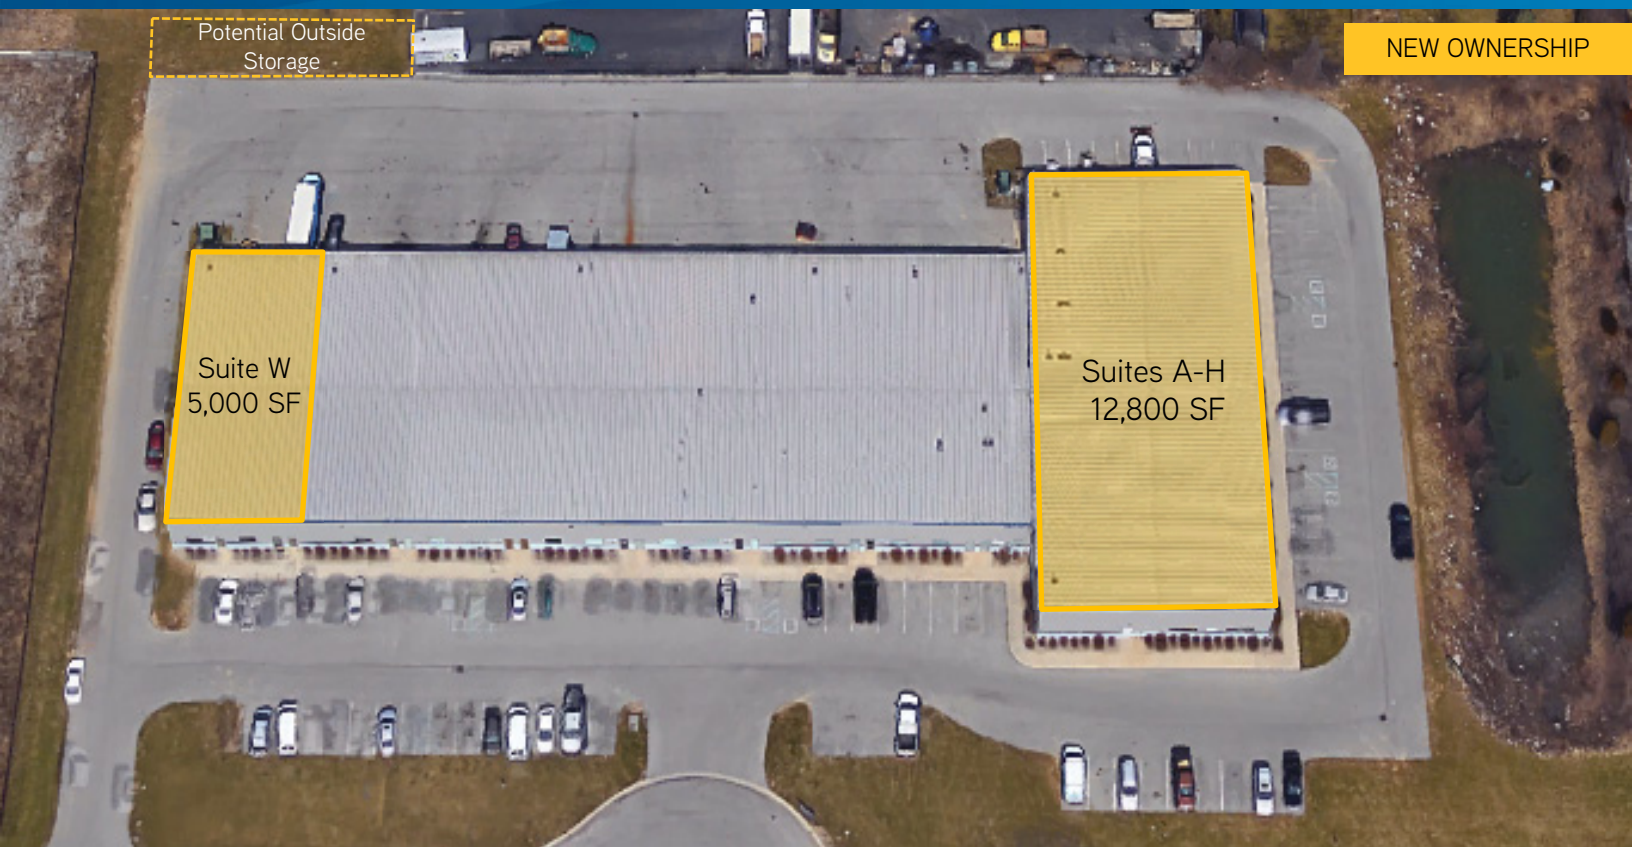 Potential Outside
Storage
NEW OWNERSHIP
Suite W
5,000 SF
Suites A-H
12,800 SF